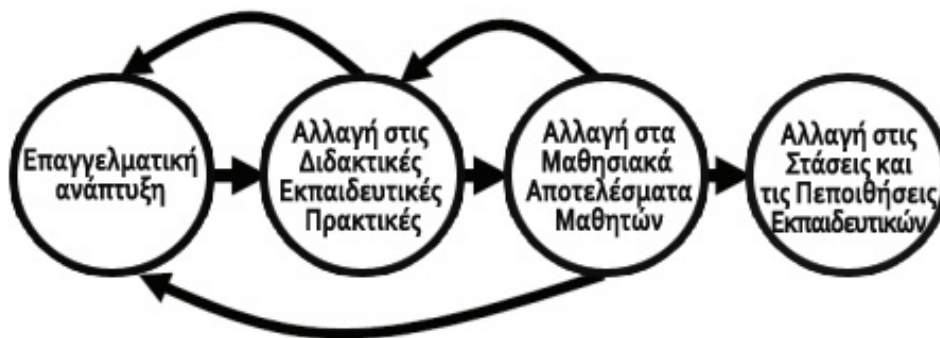 Επαγγελματική
ανάπτυξη
Αλλαγή στις
Διδακτικές
Εκπαιδευτικές
Πρακτικές
Αλλαγή στα
Μαθησιακά
Αποτελέσματα
Μαθητών
Αλλαγή στις
Στάσεις και
τις Πεποιθήσεις
Εκπαιδευτικών